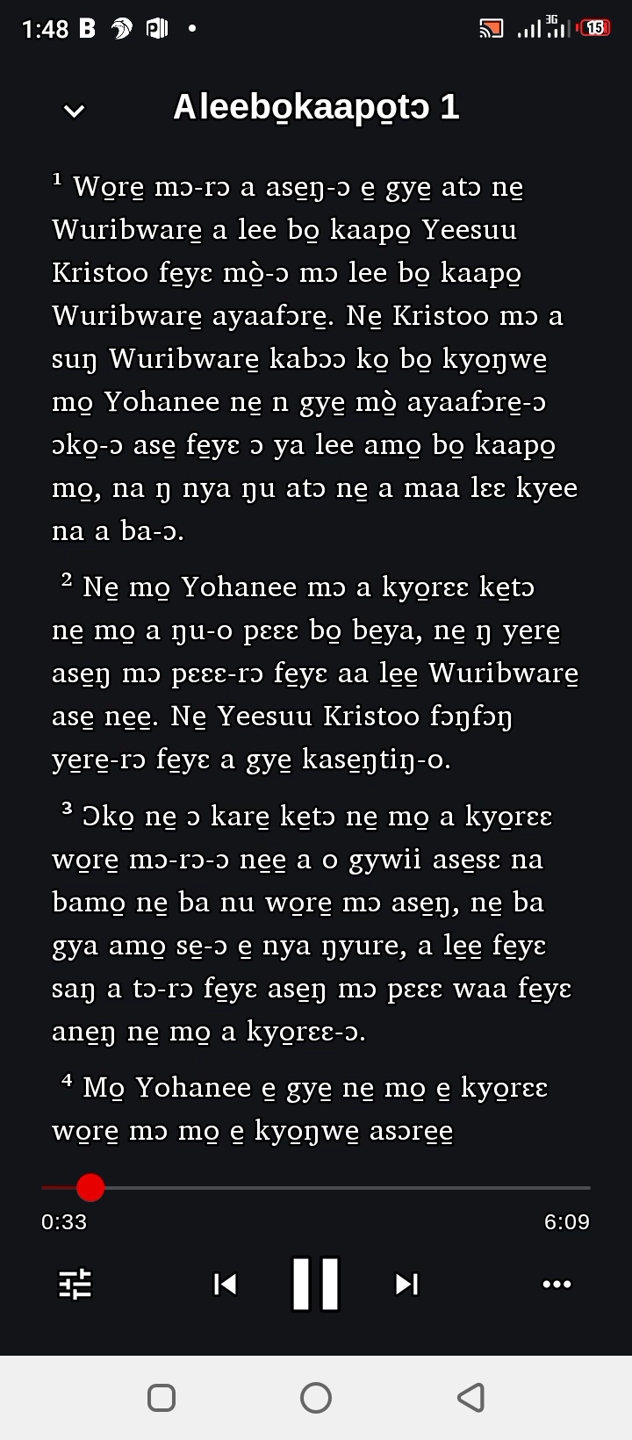 1:48 B
3G
15
Aleebo̱kaapo̱tɔ 1
1 Wo̱re̱ mɔ-rɔ a ase̱ŋ-ɔ e̱ gye̱ atɔ ne̱
Wuribware̱ a lee bo̱ kaapo̱ Yeesuu
Kristoo fe̱yɛ mò̱-ɔ mɔ lee bo̱ kaapo̱
Wuribware̱ ayaafɔre̱. Ne̱ Kristoo mɔ a
suŋ Wuribware̱ kabɔɔ ko̱ bo̱ kyo̱ŋwe̱
mo̱ Yohanee ne̱ n gye̱ mò̱ ayaafɔre̱-ɔ
ɔko̱-ɔ ase̱ fe̱yɛ ɔ ya lee amo̱ bo̱ kaapo̱
mo̱, na ŋ nya ŋu atɔ ne̱ a maa lɛɛ kyee
na a ba-ɔ.
2 Ne̱ mo̱ Yohanee mɔ a kyo̱rɛɛ ke̱tɔ
ne̱ mo̱ a ŋu-o pɛɛɛ bo̱ be̱ya, ne̱ ŋ ye̱re̱
ase̱ŋ mɔ pɛɛɛ-rɔ fe̱yɛ aa le̱e̱ Wuribware̱
ase̱ ne̱e̱. Ne̱ Yeesuu Kristoo fɔŋfɔŋ
ye̱re̱-rɔ fe̱yɛ a gye̱ kase̱ŋtiŋ-o.
3 Ɔko̱ ne̱ ɔ kare̱ ke̱tɔ ne̱ mo̱ a kyo̱rɛɛ
wo̱re̱ mɔ-rɔ-ɔ ne̱e̱ a o gywii ase̱sɛ na
bamo̱ ne̱ ba nu wo̱re̱ mɔ ase̱ŋ, ne̱ ba
gya amo̱ se̱-ɔ e̱ nya ŋyure, a le̱e̱ fe̱yɛ
saŋ a tɔ-rɔ fe̱yɛ ase̱ŋ mɔ pɛɛɛ waa fe̱yɛ
ane̱ŋ ne̱ mo̱ a kyo̱rɛɛ-ɔ.
4 Mo̱ Yohanee e̱ gye̱ ne̱ mo̱ e̱ kyo̱rɛɛ
wo̱re̱ mɔ mo̱ e̱ kyo̱ŋwe̱ asɔre̱e̱
0:33
6:09